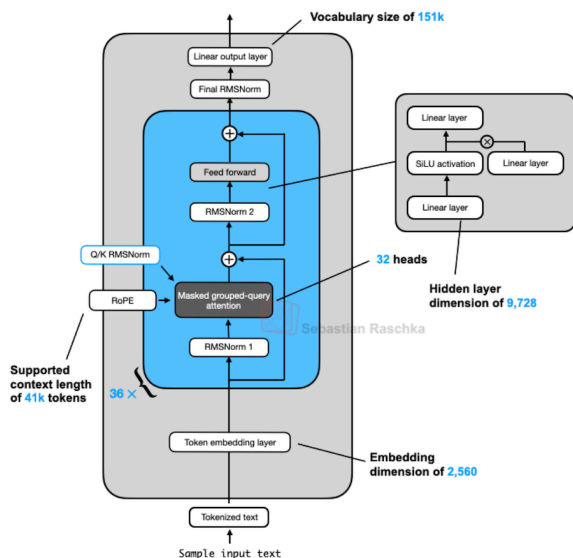 Vocabulary size of 151k
Linear output layer
Final RMSNorm
Feed forward
RMSNorm 2
Q/K RMSNorm
RoPE
Masked grouped-query
attention
RMSNorm 1
32 heads
Sebastian Raschka
Supported
context length
of 41k tokens
36 ×
Token embedding layer
Embedding
dimension of 2,560
Tokenized text
Sample input text
Linear layer
SiLU activation
Linear layer
Linear layer
Hidden layer
dimension of 9,728